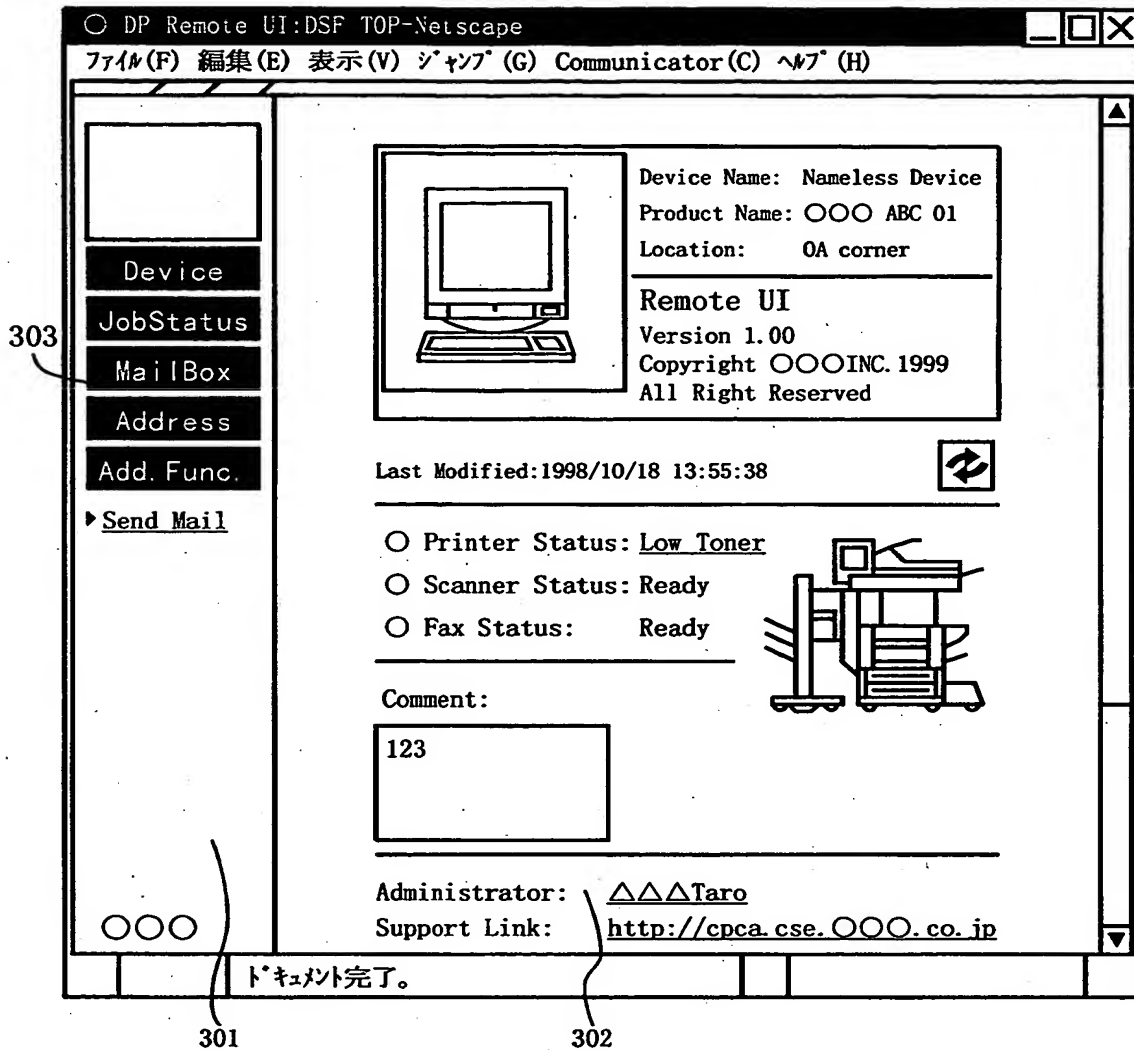 ○ DP Remote UI:DSF TOP-Netscape
ファイル(F) 編集(E) 表示(V) ジャンプ(G) Communicator(C) ヘルプ(H)
Device
JobStatus
MailBox
Address
Add. Func.
Send Mail
○○○
303
Device Name: Nameless Device
Product Name: ○○○ ABC 01
Location: OA corner
Remote UI
Version 1.00
Copyright ○○○INC. 1999
All Right Reserved
Last Modified:1998/10/18 13:55:38
○ Printer Status: Low Toner
○ Scanner Status: Ready
○ Fax Status: Ready
Comment:
123
Administrator: △△△Taro
Support Link: http://cpca.cse.○○○.co.jp
ドキュメント完了。
301
302